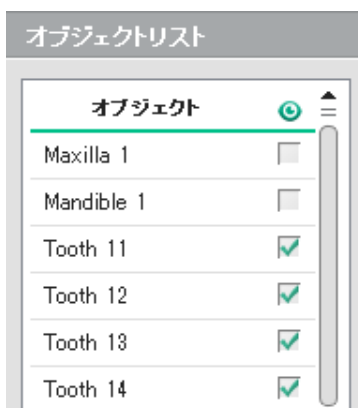 オブジェクトリスト
オブジェクト
Maxilla 1
Mandible 1
Tooth 11
Tooth 12
Tooth 13
Tooth 14